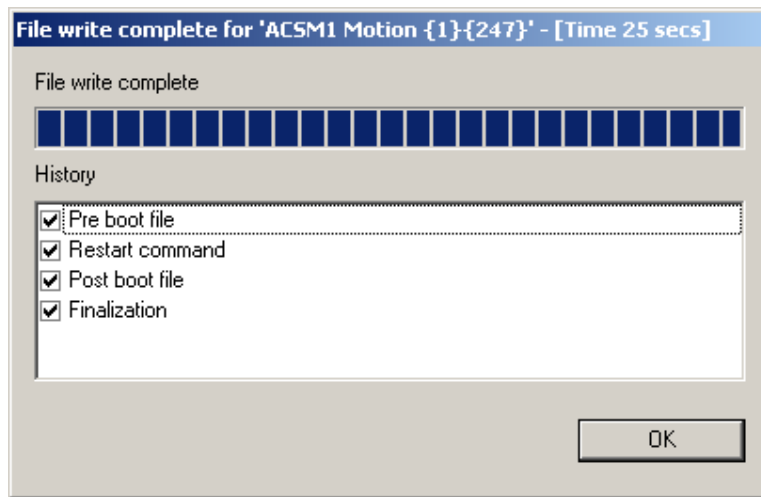 File write complete for 'ACSM1 Motion {1}{247}' - [Time 25 secs]
File write complete
History
Pre boot file
Restart command
Post boot file
Finalization
OK